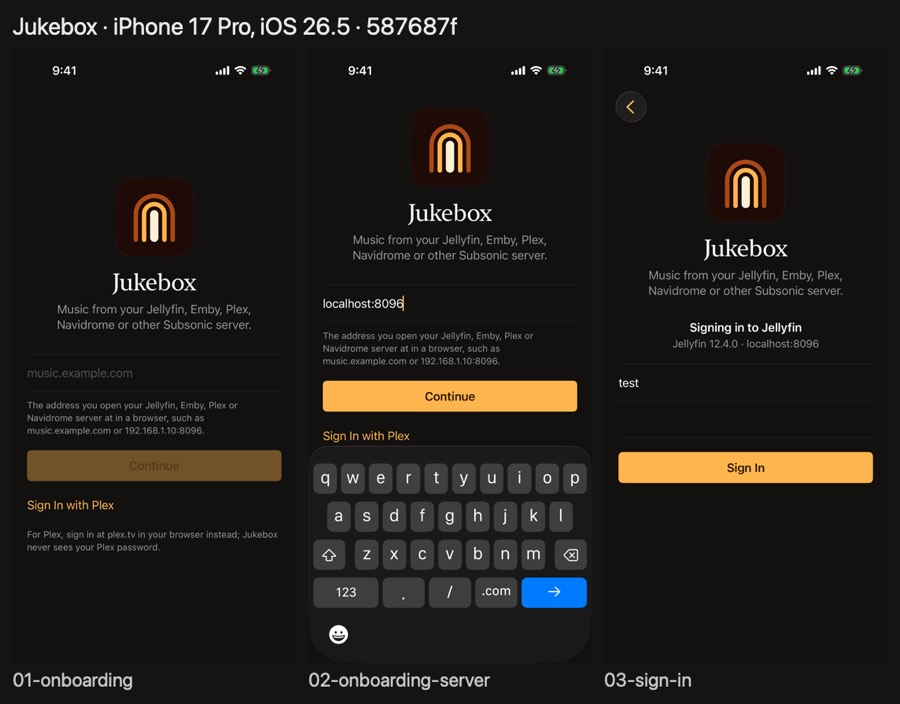 Jukebox · iPhone 17 Pro, iOS 26.5 · 587687f
9:41
Jukebox
Music from your Jellyfin, Emby, Plex,
Navidrome or other Subsonic server.
music.example.com
The address you open your Jellyfin, Emby, Plex or
Navidrome server at in a browser, such as
music.example.com or 192.168.1.10:8096.
Continue
Sign In with Plex
For Plex, sign in at plex.tv in your browser instead; Jukebox
never sees your Plex password.
01-onboarding
9:41
Jukebox
Music from your Jellyfin, Emby, Plex,
Navidrome or other Subsonic server.
localhost:8096
The address you open your Jellyfin, Emby, Plex or
Navidrome server at in a browser, such as
music.example.com or 192.168.1.10:8096.
Continue
Sign In with Plex
q w e r t y u i o p
a s d f g h j k l
z x c v b n m
123 . / .com
02-onboarding-server
9:41
Jukebox
Music from your Jellyfin, Emby, Plex,
Navidrome or other Subsonic server.
Signing in to Jellyfin
Jellyfin 12.4.0 · localhost:8096
test
Sign In
03-sign-in